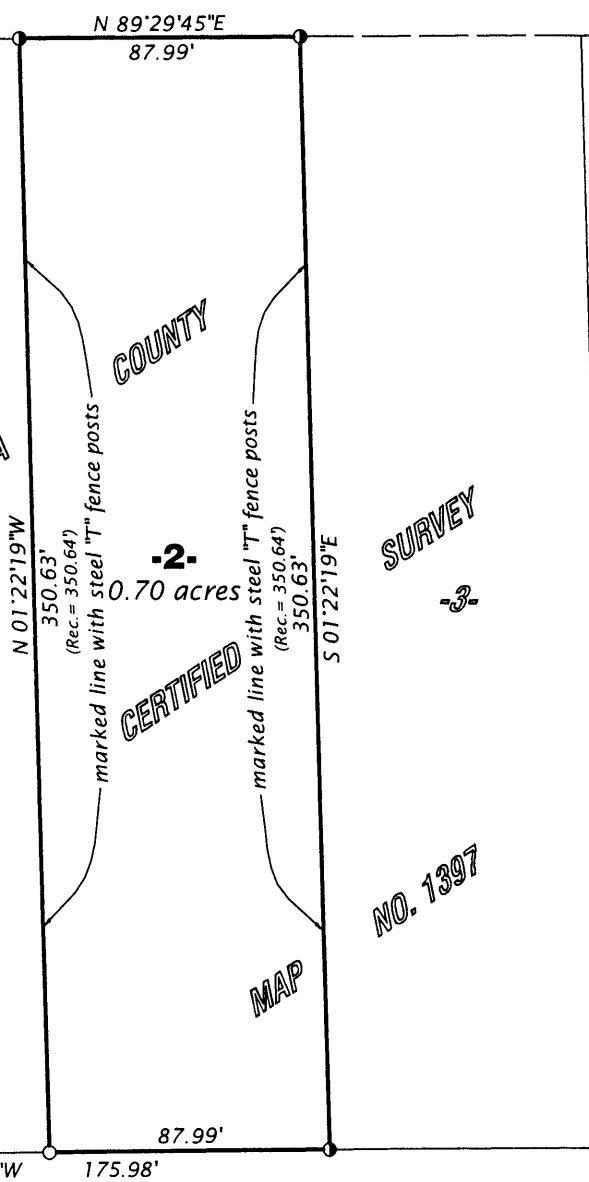 N 89°29'45"E
87.99'
COUNTY
N 01°22'19"W
350.63'
(Rec.= 350.64')
marked line with steel "T" fence posts
-2-
0.70 acres
marked line with steel "T" fence posts
(Rec.= 350.64')
350.63'
S 01°22'19"E
SURVEY
-3-
CERTIFIED
NO. 1397
MAP
87.99'
"W
175.98'